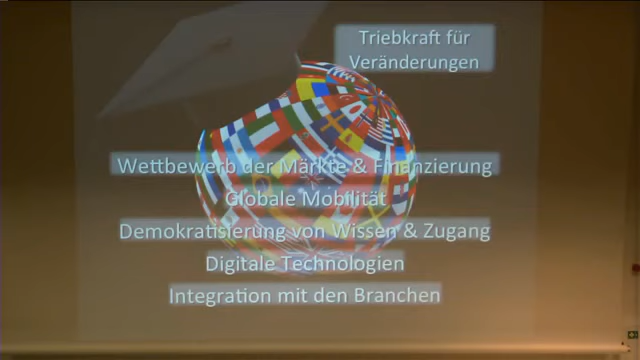 Triebkraft für
Veränderungen
Wettbewerb der Märkte & Finanzierung
Globale Mobilität
Demokratisierung von Wissen & Zugang
Digitale Technologien
Integration mit den Branchen